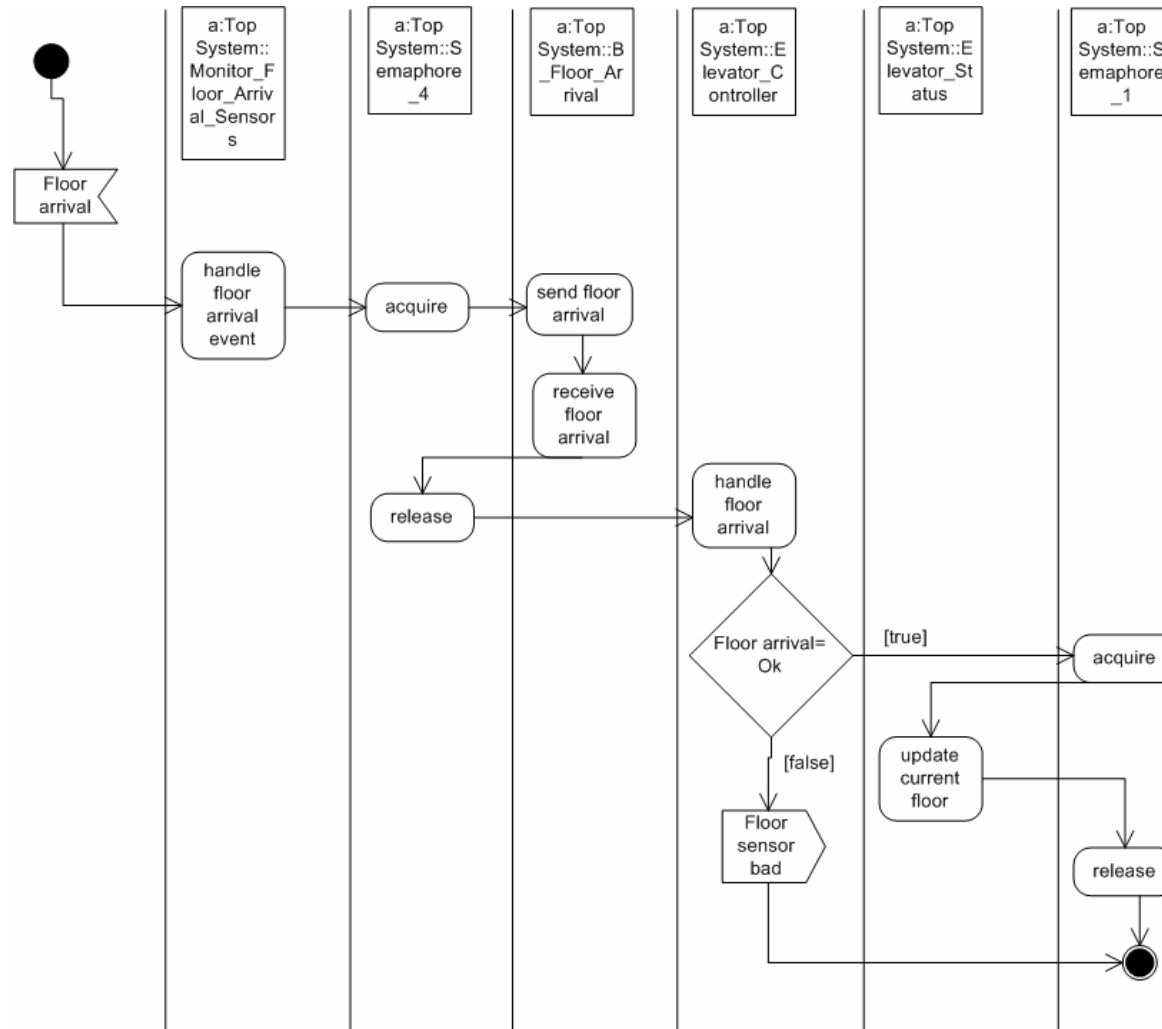 a:Top
System::
Monitor_F
loor_Arriv
al_Sensor
s
a:Top
System::S
emaphore
_4
a:Top
System::B
_Floor_Ar
rival
a:Top
System::E
levator_C
ontroller
a:Top
System::E
levator_St
atus
a:Top
System::S
emaphore
_1
Floor
arrival
handle
floor
arrival
event
acquire
send floor
arrival
receive
floor
arrival
release
handle
floor
arrival
Floor arrival=
Ok
[true]
acquire
[false]
update
current
floor
Floor
sensor
bad
release